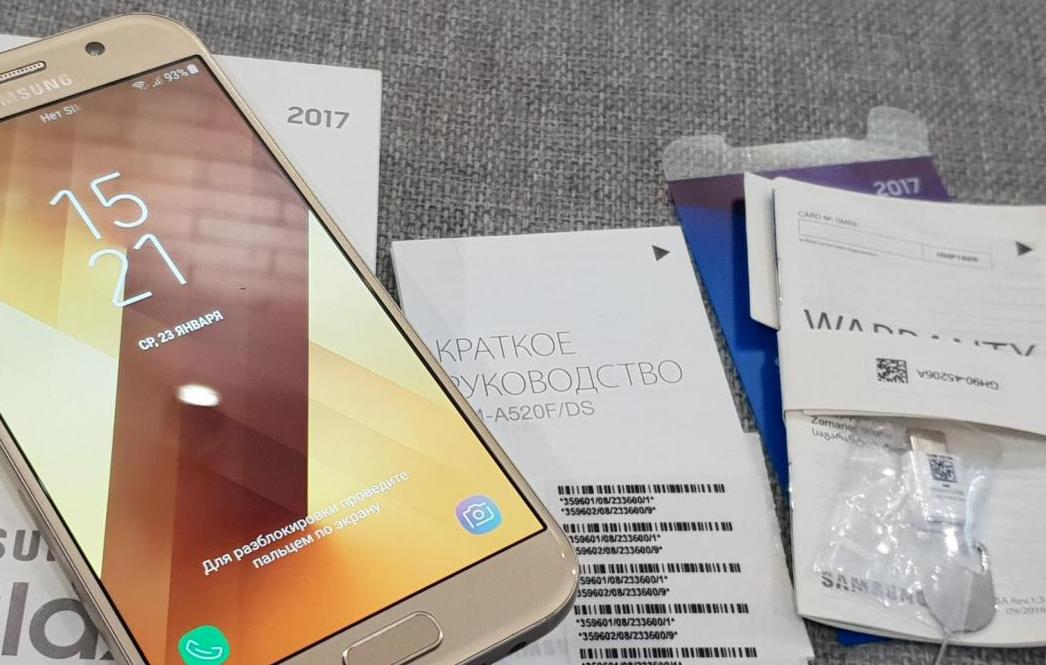 SAMSUNG
Нет SI
93%
15
21
СР, 23 ЯНВАРЯ
Для разблокировки проведите
пальцем по экрану
2017
КРАТКОЕ
РУКОВОДСТВО
-A520F/DS
*359601/08/233600/1*
*359602/08/233600/9*
359601/08/233600/1*
359602/08/233600/9*
359601/08/233600/1*
359602/08/233600/9*
*359601/08/233600/1*
*359602/08/233600/9*
2017
CARD №, (IMEI)
WARRANTY
GH90-45206A
SAMSUNG